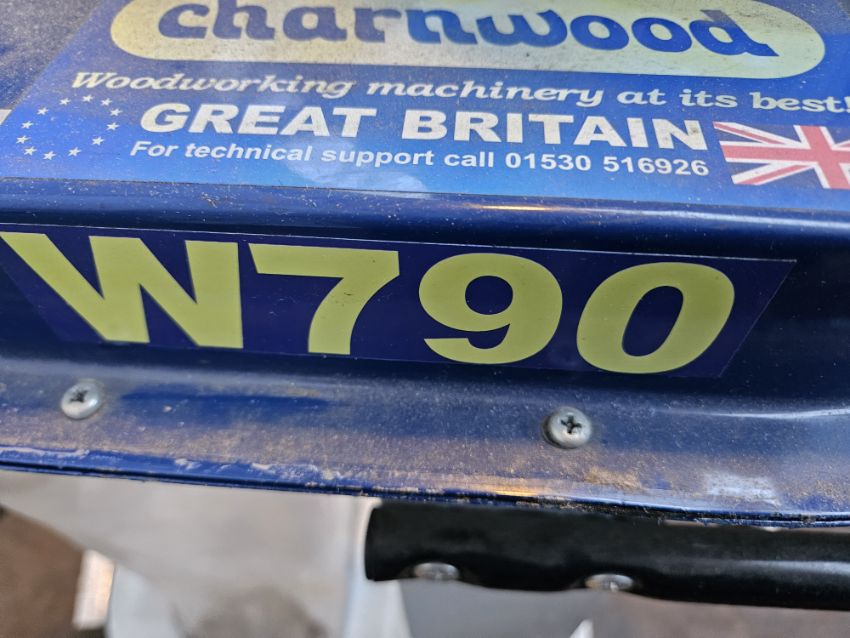 charnwood
Woodworking machinery at its best!
GREAT BRITAIN
For technical support call 01530 516926
W790